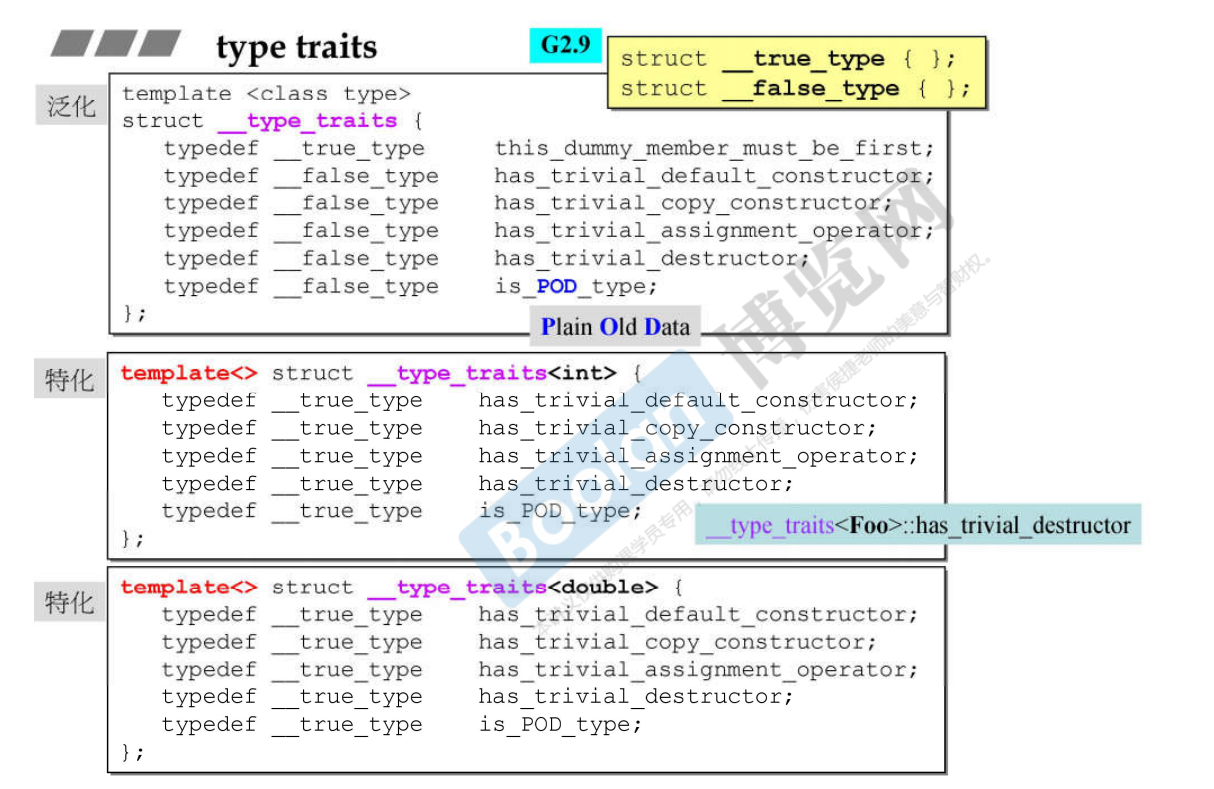 type traits
G2.9
struct __true_type { };
struct __false_type { };
泛化
template <class type>
struct __type_traits {
typedef __true_type this_dummy_member_must_be_first;
typedef __false_type has_trivial_default_constructor;
typedef __false_type has_trivial_copy_constructor;
typedef __false_type has_trivial_assignment_operator;
typedef __false_type has_trivial_destructor;
typedef __false_type is_POD_type;
};
Plain Old Data
特化
template<> struct __type_traits<int> {
typedef __true_type has_trivial_default_constructor;
typedef __true_type has_trivial_copy_constructor;
typedef __true_type has_trivial_assignment_operator;
typedef __true_type has_trivial_destructor;
typedef __true_type is_POD_type;
};
__type_traits<Foo>::has_trivial_destructor
特化
template<> struct __type_traits<double> {
typedef __true_type has_trivial_default_constructor;
typedef __true_type has_trivial_copy_constructor;
typedef __true_type has_trivial_assignment_operator;
typedef __true_type has_trivial_destructor;
typedef __true_type is_POD_type;
};
Boolan 博览网